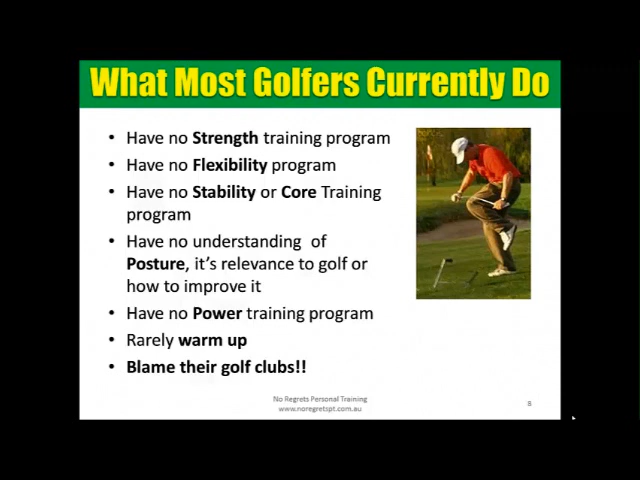 What Most Golfers Currently Do
• Have no Strength training program
• Have no Flexibility program
• Have no Stability or Core Training
program
• Have no understanding of
Posture, it's relevance to golf or
how to improve it
• Have no Power training program
• Rarely warm up
• Blame their golf clubs!!
No Regrets Personal Training
www.noregretspt.com.au
8